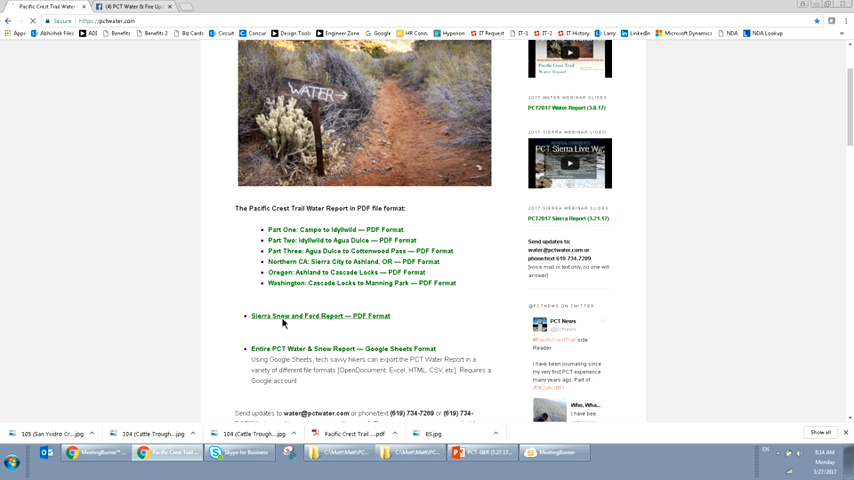 Pacific Crest Trail Water
(4) PCT Water & Fire Up
Secure
https://pctwater.com
Apps
Abhishek Files
ADI
Benefits
Benefits 2
Biz Cards
Circuit
Concur
Design Tools
Engineer Zone
Google
HR Conn.
Hyperion
IT Request
IT-1
IT-2
IT History
Larry
LinkedIn
Microsoft Dynamics
NDA
NDA Lookup
WATER
Pacific Crest Trail
Water Report
2017 WATER WEBINAR SLIDES
PCT2017 Water Report (3.8.17)
2017 SIERRA WEBINAR VIDEO
PCT Sierra Live W...
2017 SIERRA WEBINAR SLIDES
PCT2017 Sierra Report (3.21.17)
The Pacific Crest Trail Water Report in PDF file format:
Part One: Campo to Idyllwild — PDF Format
Part Two: Idyllwild to Agua Dulce — PDF Format
Part Three: Agua Dulce to Cottonwood Pass — PDF Format
Northern CA: Sierra City to Ashland, OR — PDF Format
Oregon: Ashland to Cascade Locks — PDF Format
Washington: Cascade Locks to Manning Park — PDF Format
Sierra Snow and Ford Report — PDF Format
Entire PCT Water & Snow Report — Google Sheets Format
Using Google Sheets, tech savvy hikers can export the PCT Water Report in a
variety of different file formats [OpenDocument, Excel, HTML, CSV, etc]. Requires a
Google account.
Send updates to water@pctwater.com or phone/text (619) 734-7289 or (619) 734-
Send updates to:
water@pctwater.com or
phone/text 619-734-7289
[voice mail or text only, no one will
answer]
@PCTNEWS ON TWITTER
PCT News
@pctnews
#PacificCrestTrail side
Reader
I have been journaling since
my very first PCT experience
many years ago. Part of
Who, Wha...
I have bee...
105 (San Ysidro Cr....jpg
104 (Cattle Trough....jpg
104 (Cattle Trough....jpg
Pacific Crest Trail ....pdf
BS.jpg
Show all
MeetingBurner™ ...
Pacific Crest Trail ...
Skype for Business
C:\Matt\Matt\PC...
C:\Matt\Matt\PC...
PCT-SER (3.27.17...
MeetingBurner
EN
8:14 AM
Monday
3/27/2017